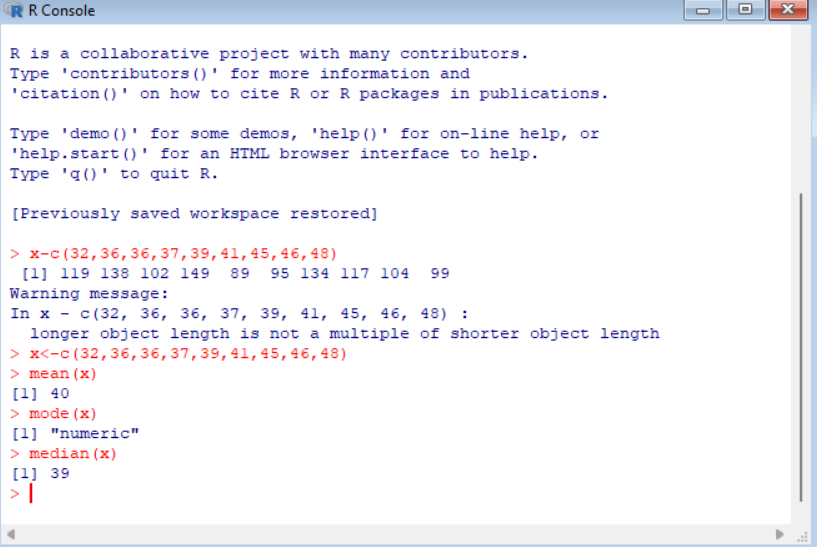 R Console
R is a collaborative project with many contributors.
Type 'contributors()' for more information and
'citation()' on how to cite R or R packages in publications.
Type 'demo()' for some demos, 'help()' for on-line help, or
'help.start()' for an HTML browser interface to help.
Type 'q()' to quit R.
[Previously saved workspace restored]
> x-c(32,36,36,37,39,41,45,46,48)
 [1] 119 138 102 149  89  95 134 117 104  99
Warning message:
In x - c(32, 36, 36, 37, 39, 41, 45, 46, 48) :
  longer object length is not a multiple of shorter object length
> x<-c(32,36,36,37,39,41,45,46,48)
> mean(x)
[1] 40
> mode(x)
[1] "numeric"
> median(x)
[1] 39
>